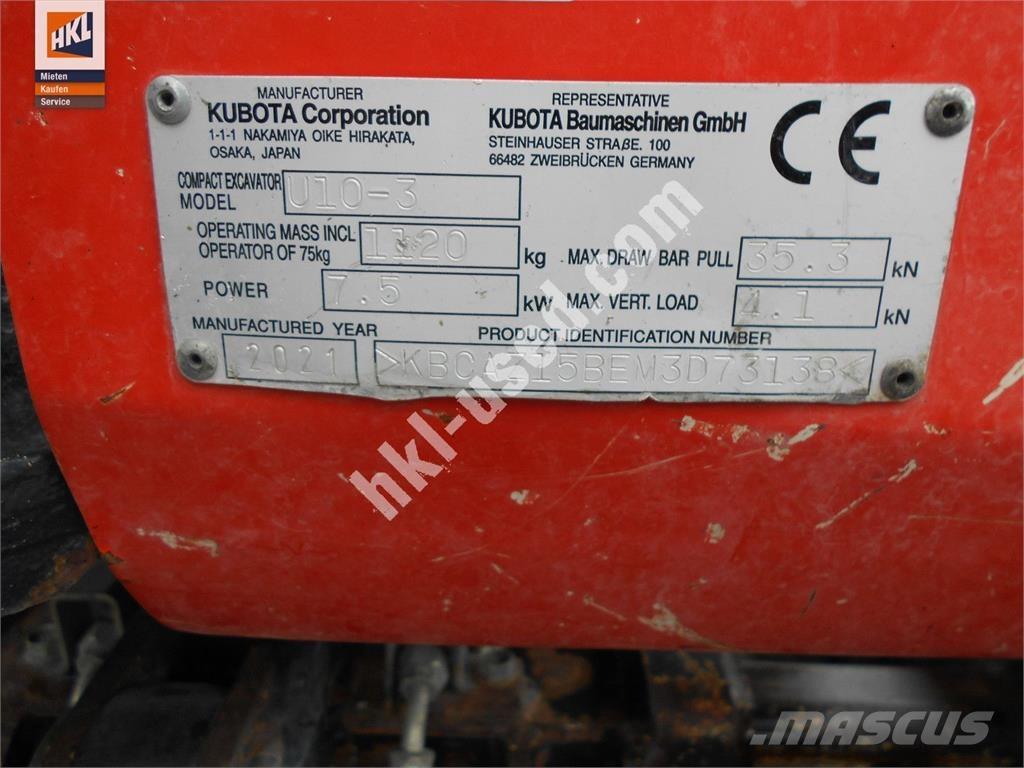 HKL
Mieten
Kaufen
Service
MANUFACTURER
KUBOTA Corporation
1-1-1 NAKAMIYA OIKE HIRAKATA,
OSAKA, JAPAN
REPRESENTATIVE
KUBOTA Baumaschinen GmbH
STEINHAUSER STRAßE. 100
66482 ZWEIBRÜCKEN GERMANY
CE
COMPACT EXCAVATOR
MODEL U10-3
OPERATING MASS INCL
OPERATOR OF 75kg 1120 kg
MAX. DRAW BAR PULL 35.3 kN
POWER 7.5 kW
MAX. VERT. LOAD 4.1 kN
MANUFACTURED YEAR
2021
PRODUCT IDENTIFICATION NUMBER
hkl-used.com
MASCUS